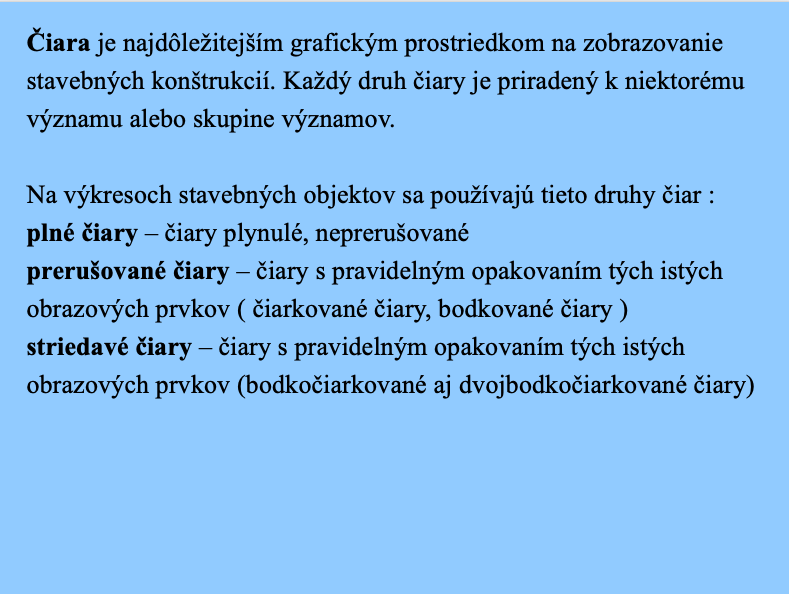 Čiara je najdôležitejším grafickým prostriedkom na zobrazovanie
stavebných konštrukcií. Každý druh čiary je priradený k niektorému
významu alebo skupine významov.
Na výkresoch stavebných objektov sa používajú tieto druhy čiar :
plné čiary – čiary plynulé, neprerušované
prerušované čiary – čiary s pravidelným opakovaním tých istých
obrazových prvkov ( čiarkované čiary, bodkované čiary )
striedavé čiary – čiary s pravidelným opakovaním tých istých
obrazových prvkov (bodkočiarkované aj dvojbodkočiarkované čiary)